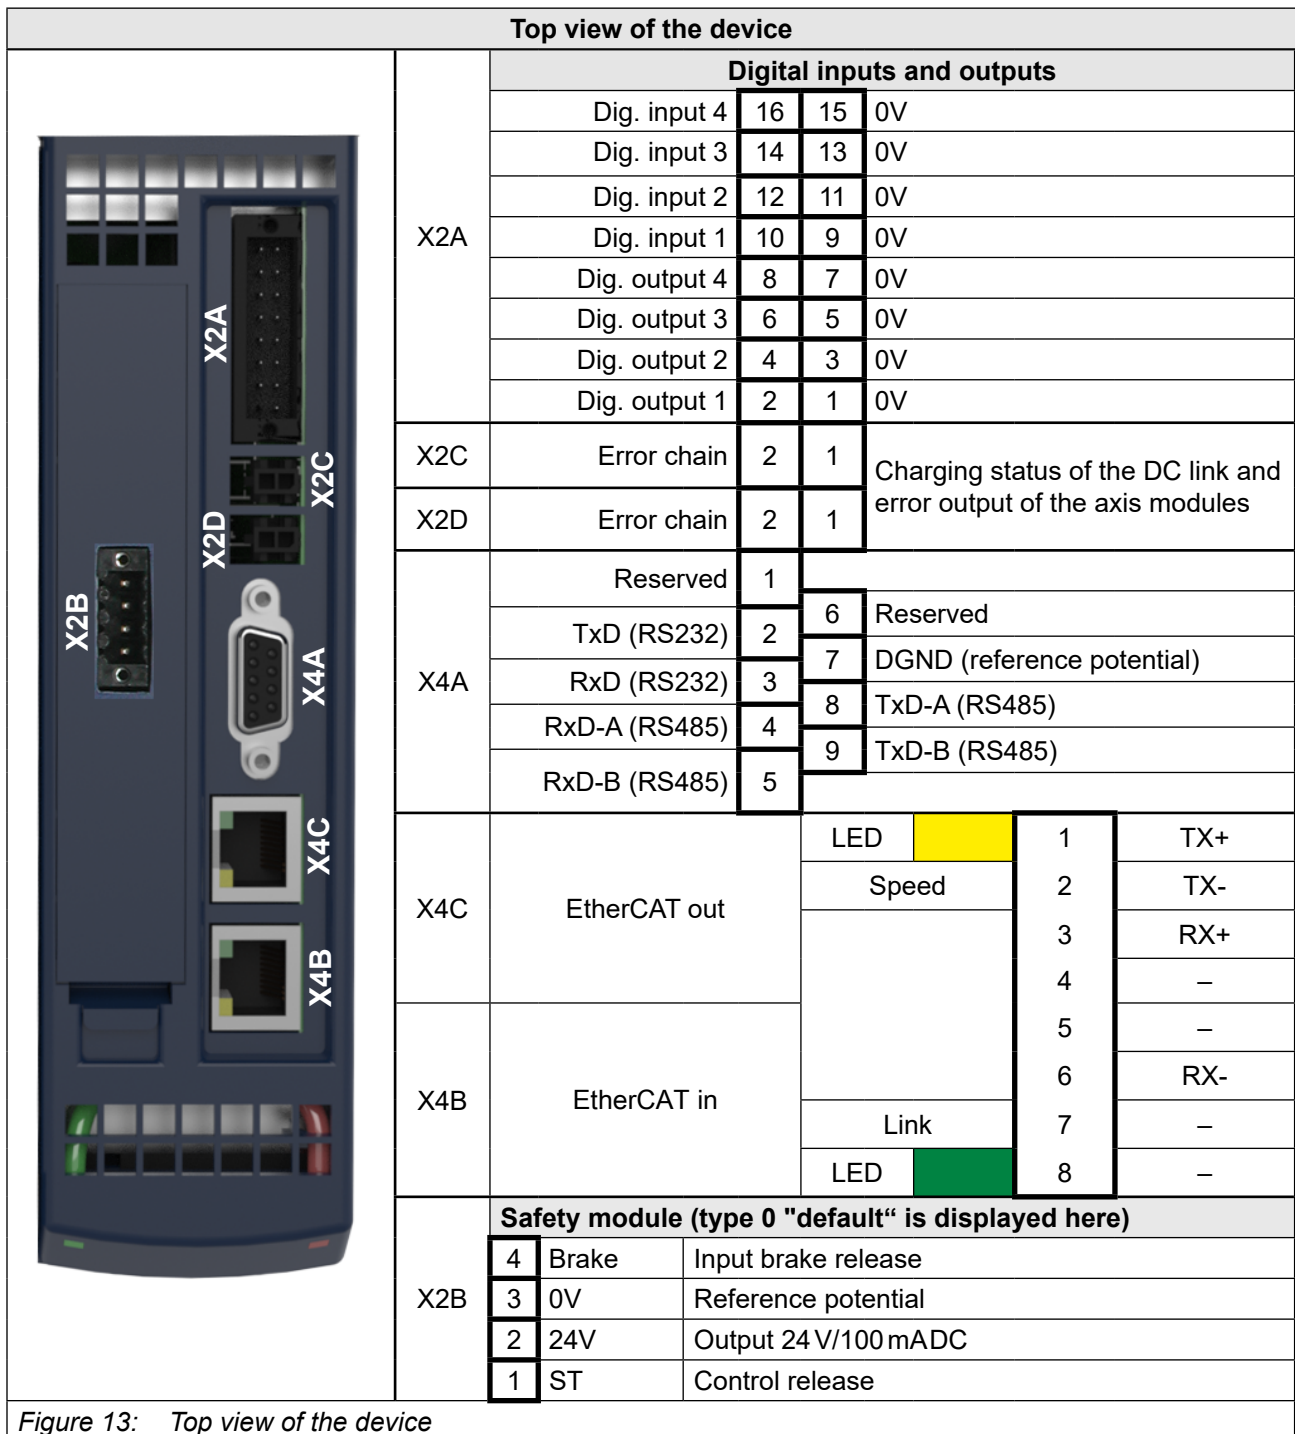 Top view of the device
Digital inputs and outputs
X2A
Dig. input 4 16 15 0V
Dig. input 3 14 13 0V
Dig. input 2 12 11 0V
Dig. input 1 10 9 0V
Dig. output 4 8 7 0V
Dig. output 3 6 5 0V
Dig. output 2 4 3 0V
Dig. output 1 2 1 0V
X2C Error chain 2 1
X2D Error chain 2 1
Charging status of the DC link and
error output of the axis modules
X4A
Reserved 1
TxD (RS232) 2
RxD (RS232) 3
RxD-A (RS485) 4
RxD-B (RS485) 5
6 Reserved
7 DGND (reference potential)
8 TxD-A (RS485)
9 TxD-B (RS485)
X4C EtherCAT out
X4B EtherCAT in
LED 1 TX+
Speed 2 TX-
3 RX+
4 –
5 –
6 RX-
Link 7 –
LED 8 –
X2B
Safety module (type 0 "default“ is displayed here)
4 Brake Input brake release
3 0V Reference potential
2 24V Output 24V/100mADC
1 ST Control release
X2A
X2C
X2D
X2B
X4A
X4C
X4B
Figure 13: Top view of the device